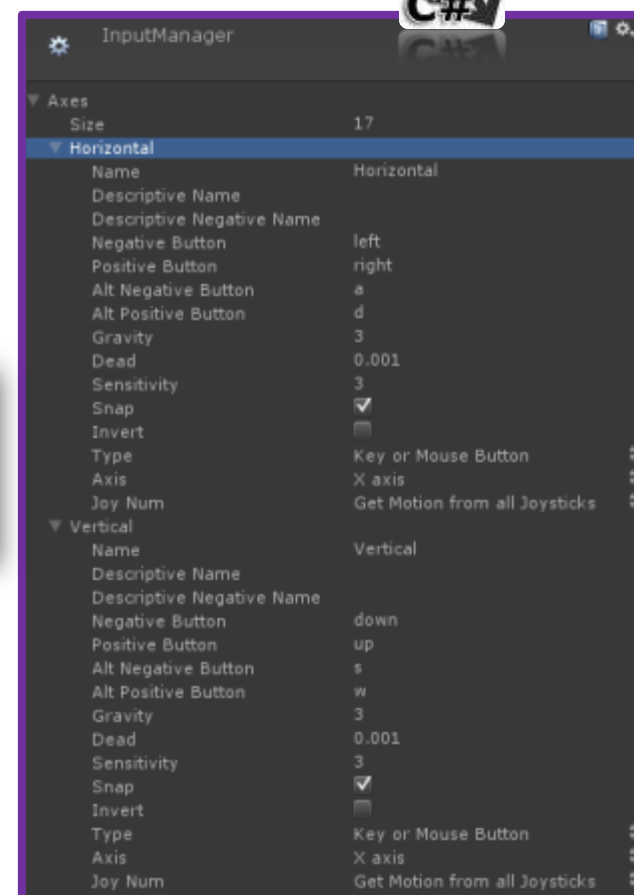 C#
InputManager
Axes
Size 17
Horizontal
Name Horizontal
Descriptive Name
Descriptive Negative Name
Negative Button left
Positive Button right
Alt Negative Button a
Alt Positive Button d
Gravity 3
Dead 0.001
Sensitivity 3
Snap
Invert
Type Key or Mouse Button
Axis X axis
Joy Num Get Motion from all Joysticks
Vertical
Name Vertical
Descriptive Name
Descriptive Negative Name
Negative Button down
Positive Button up
Alt Negative Button s
Alt Positive Button w
Gravity 3
Dead 0.001
Sensitivity 3
Snap
Invert
Type Key or Mouse Button
Axis X axis
Joy Num Get Motion from all Joysticks